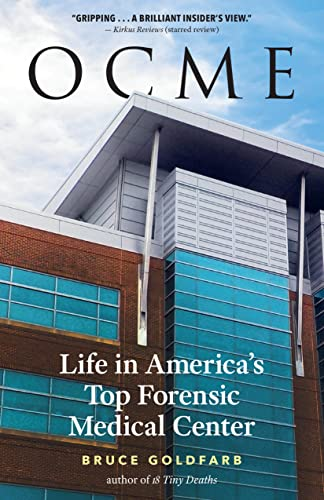 "GRIPPING . . . A BRILLIANT INSIDER'S VIEW."
— Kirkus Reviews (starred review)
OCME
Life in America's
Top Forensic
Medical Center
BRUCE GOLDFARB
author of 18 Tiny Deaths